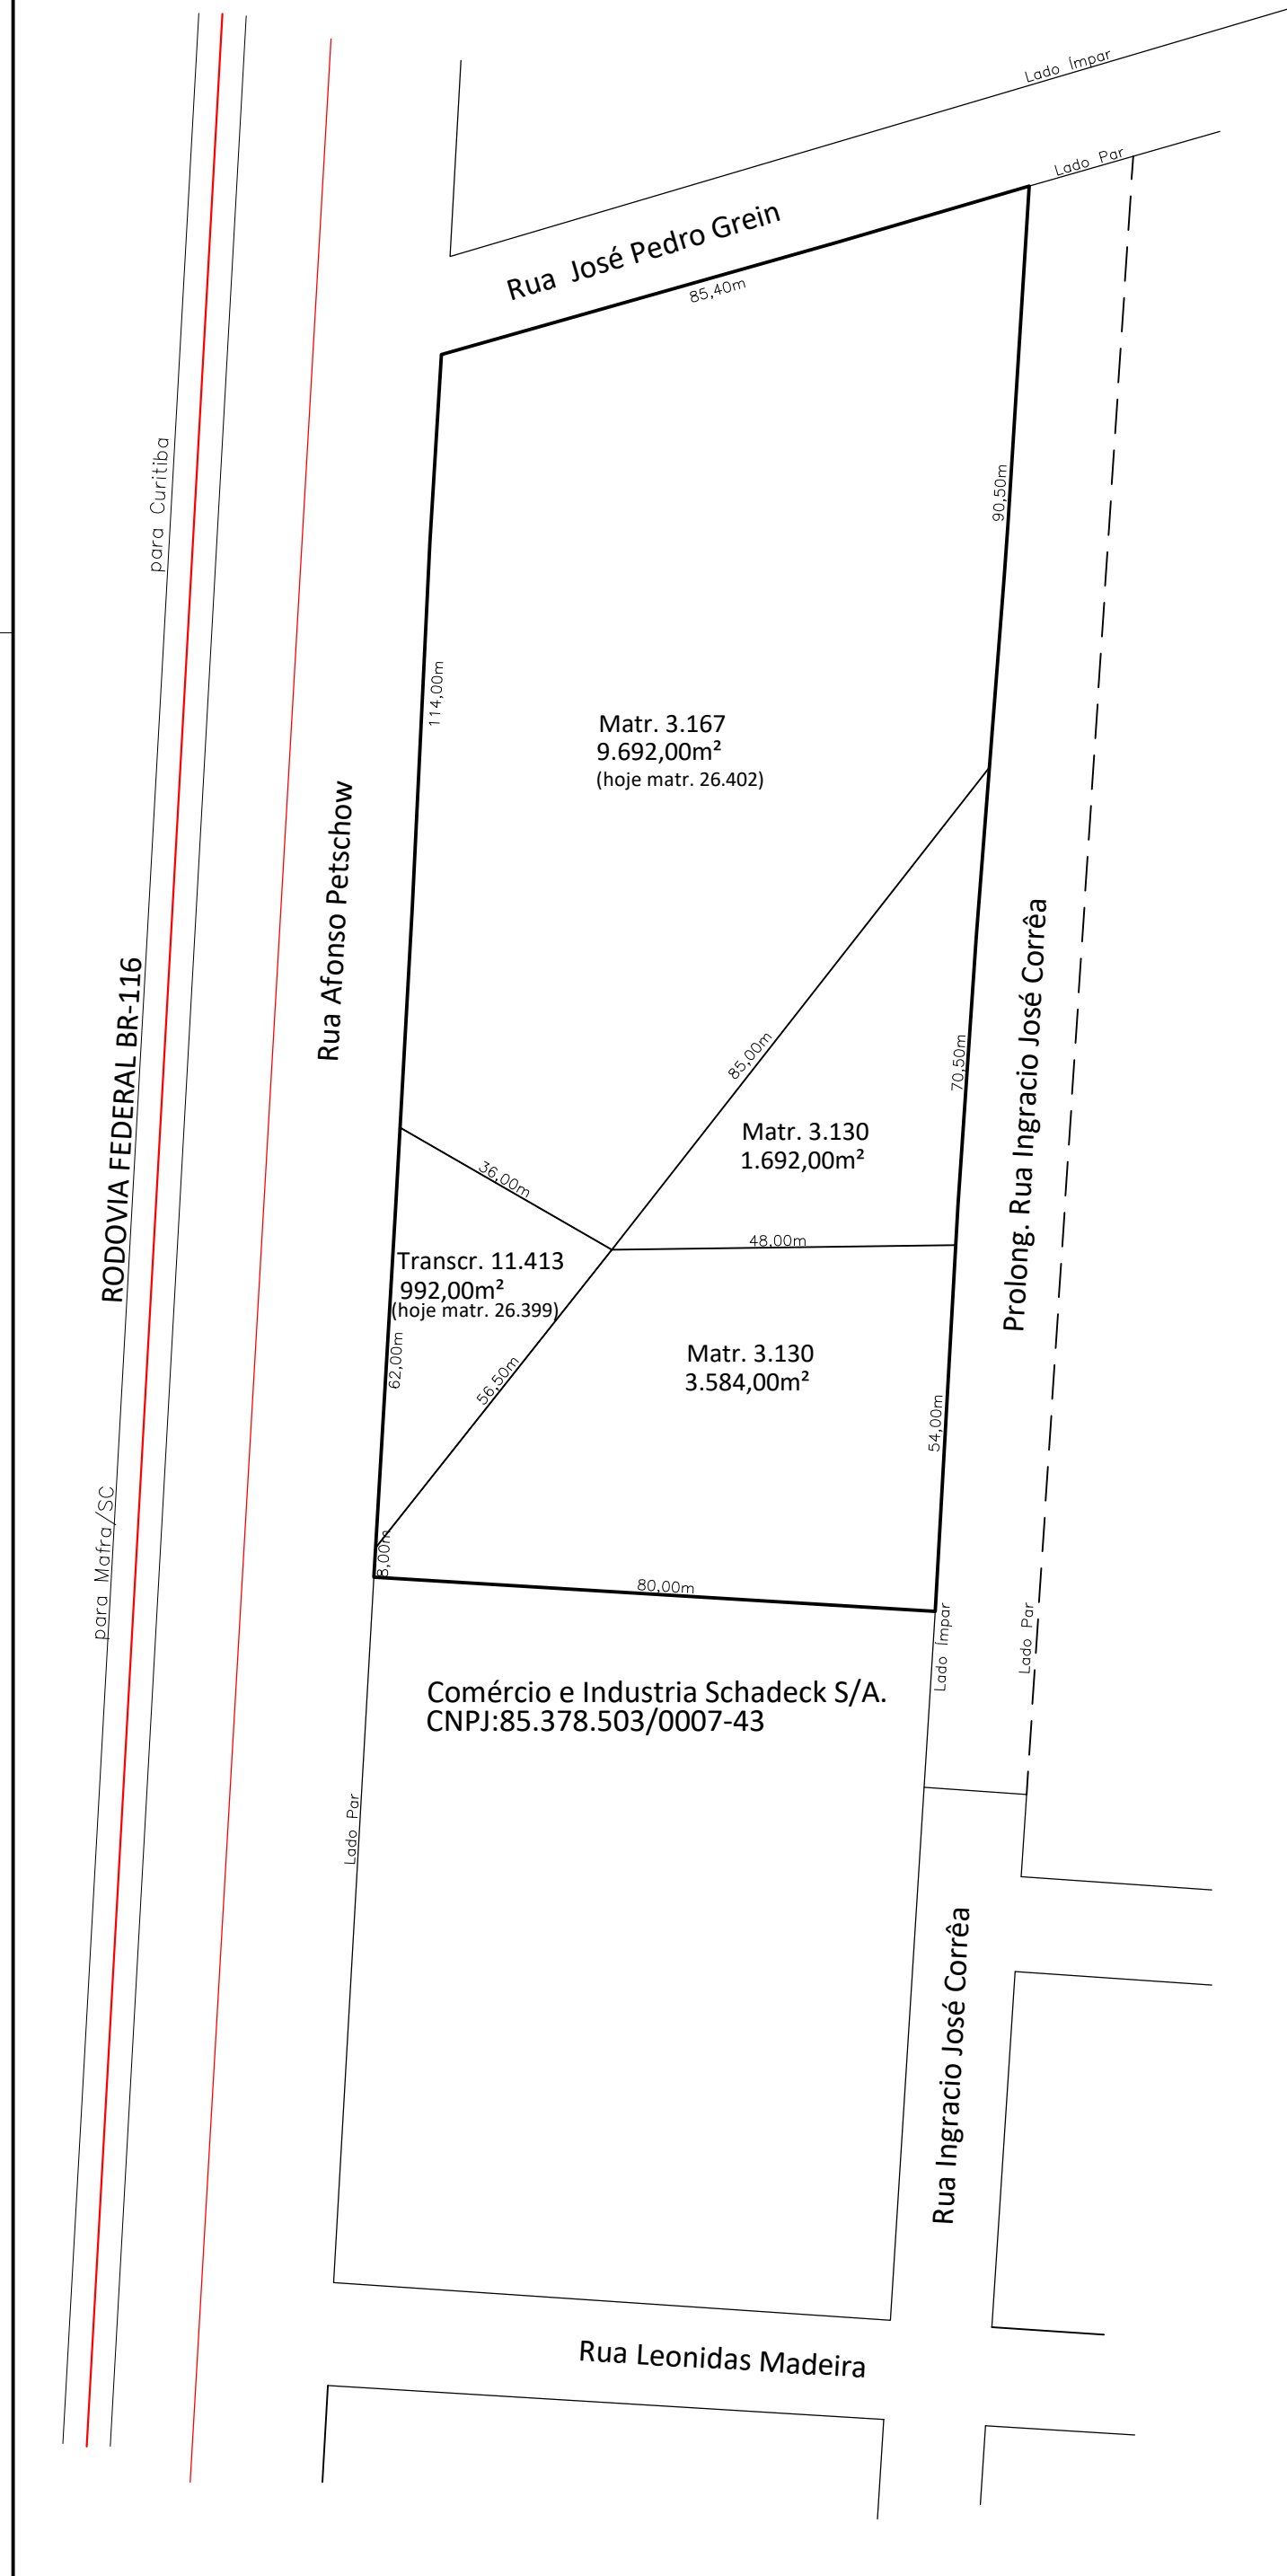 Lado Ímpar
Lado Par
Rua José Pedro Grein
85,40m
para Curitiba
90,50m
114,00m
Matr. 3.167
9.692,00m²
(hoje matr. 26.402)
Rua Afonso Petschow
Prolong. Rua Ingracio José Corrêa
RODOVIA FEDERAL BR-116
85,00m
70,50m
Matr. 3.130
1.692,00m²
36,00m
48,00m
Transcr. 11.413
992,00m²
(hoje matr. 26.399)
62,00m
56,50m
Matr. 3.130
3.584,00m²
54,00m
para Mafra/SC
8,00m
80,00m
Lado Ímpar
Lado Par
Comércio e Industria Schadeck S/A.
CNPJ:85.378.503/0007-43
Lado Par
Rua Ingracio José Corrêa
Rua Leonidas Madeira